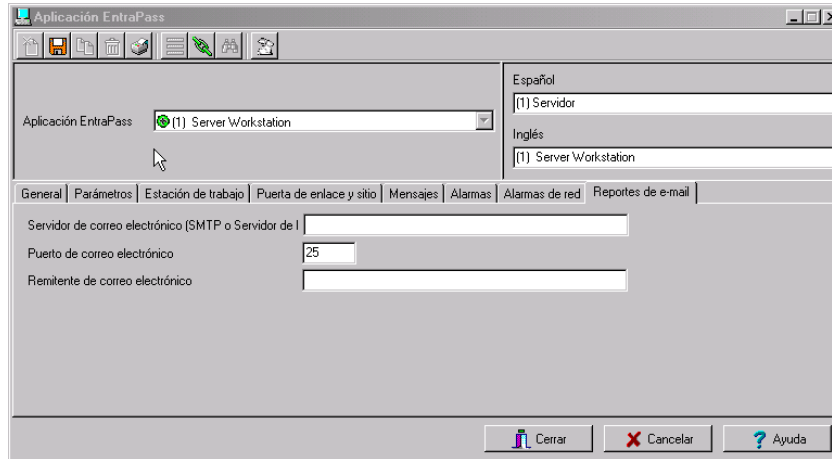 Aplicación EntraPass
Español
(1) Servidor
Aplicación EntraPass
(1) Server Workstation
Inglés
(1) Server Workstation
General Parámetros Estación de trabajo Puerta de enlace y sitio Mensajes Alarmas Alarmas de red Reportes de e-mail
Servidor de correo electrónico (SMTP o Servidor de
Puerto de correo electrónico 25
Remitente de correo electrónico
Cerrar Cancelar Ayuda